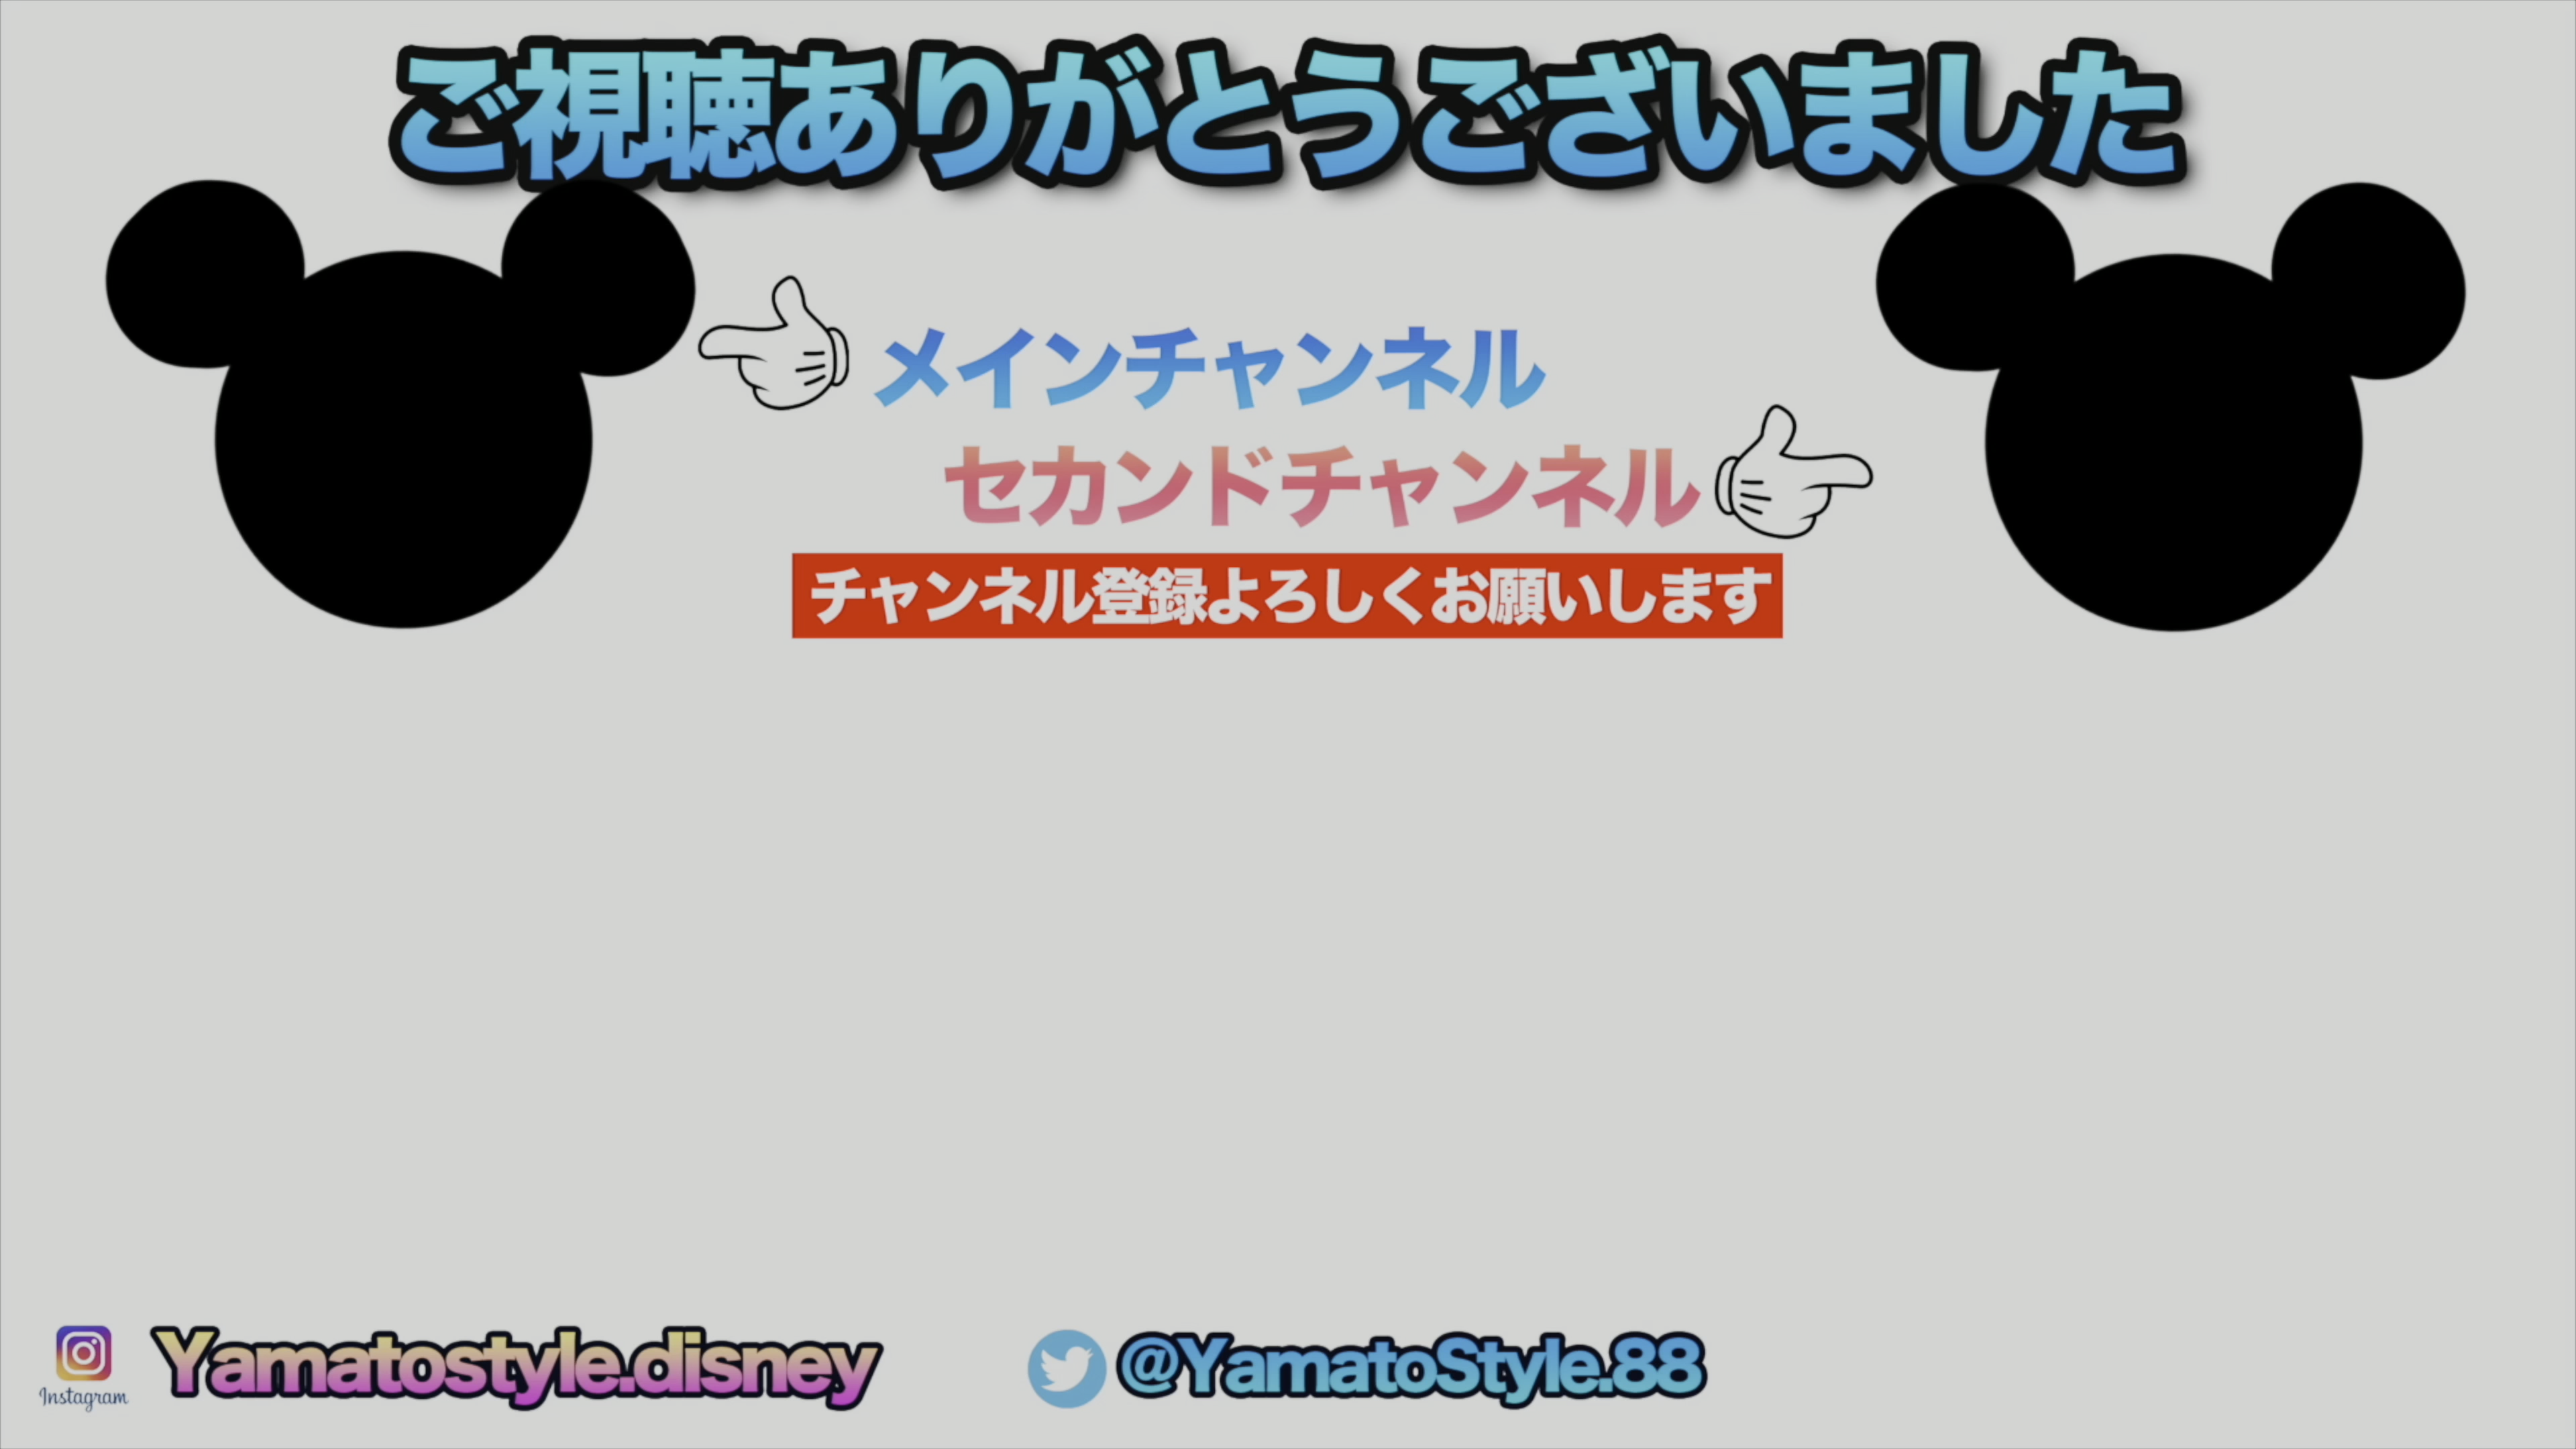 ご視聴ありがとうございました
メインチャンネル
セカンドチャンネル
チャンネル登録よろしくお願いします
Instagram
Yamatostyle.disney
@YamatoStyle.88